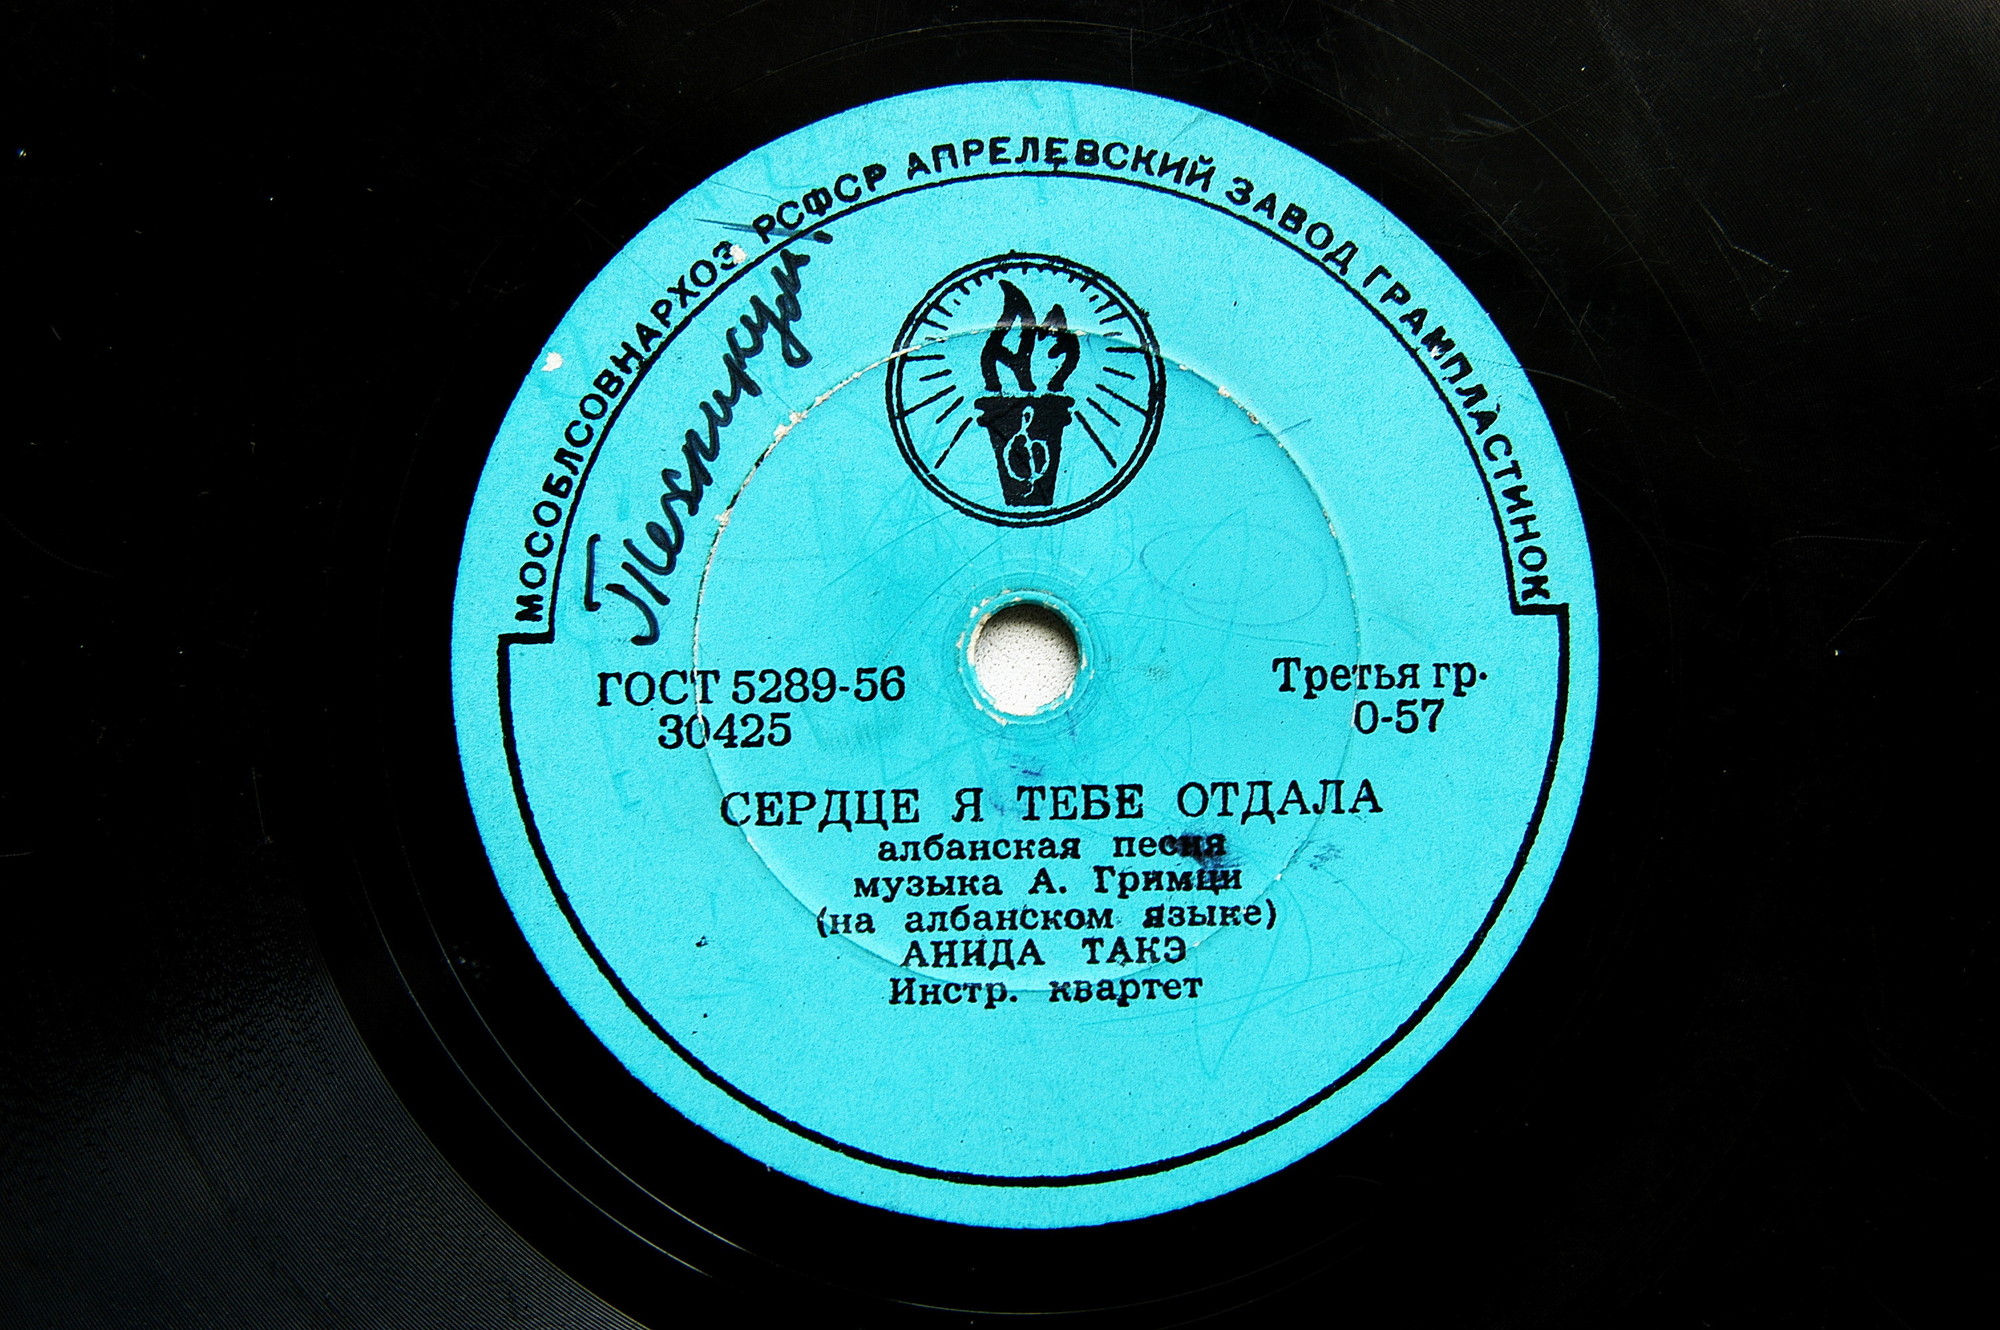 МОСОБЛСОВНАРХОЗ РСФСР АПРЕЛЕВСКИЙ ЗАВОД ГРАМПЛАСТИНОК
ГОСТ 5289-56
30425
Третья гр.
0-57
СЕРДЦЕ Я ТЕБЕ ОТДАЛА
албанская песня
музыка А. Гримци
(на албанском языке)
АНИДА ТАКЭ
Инстр. квартет